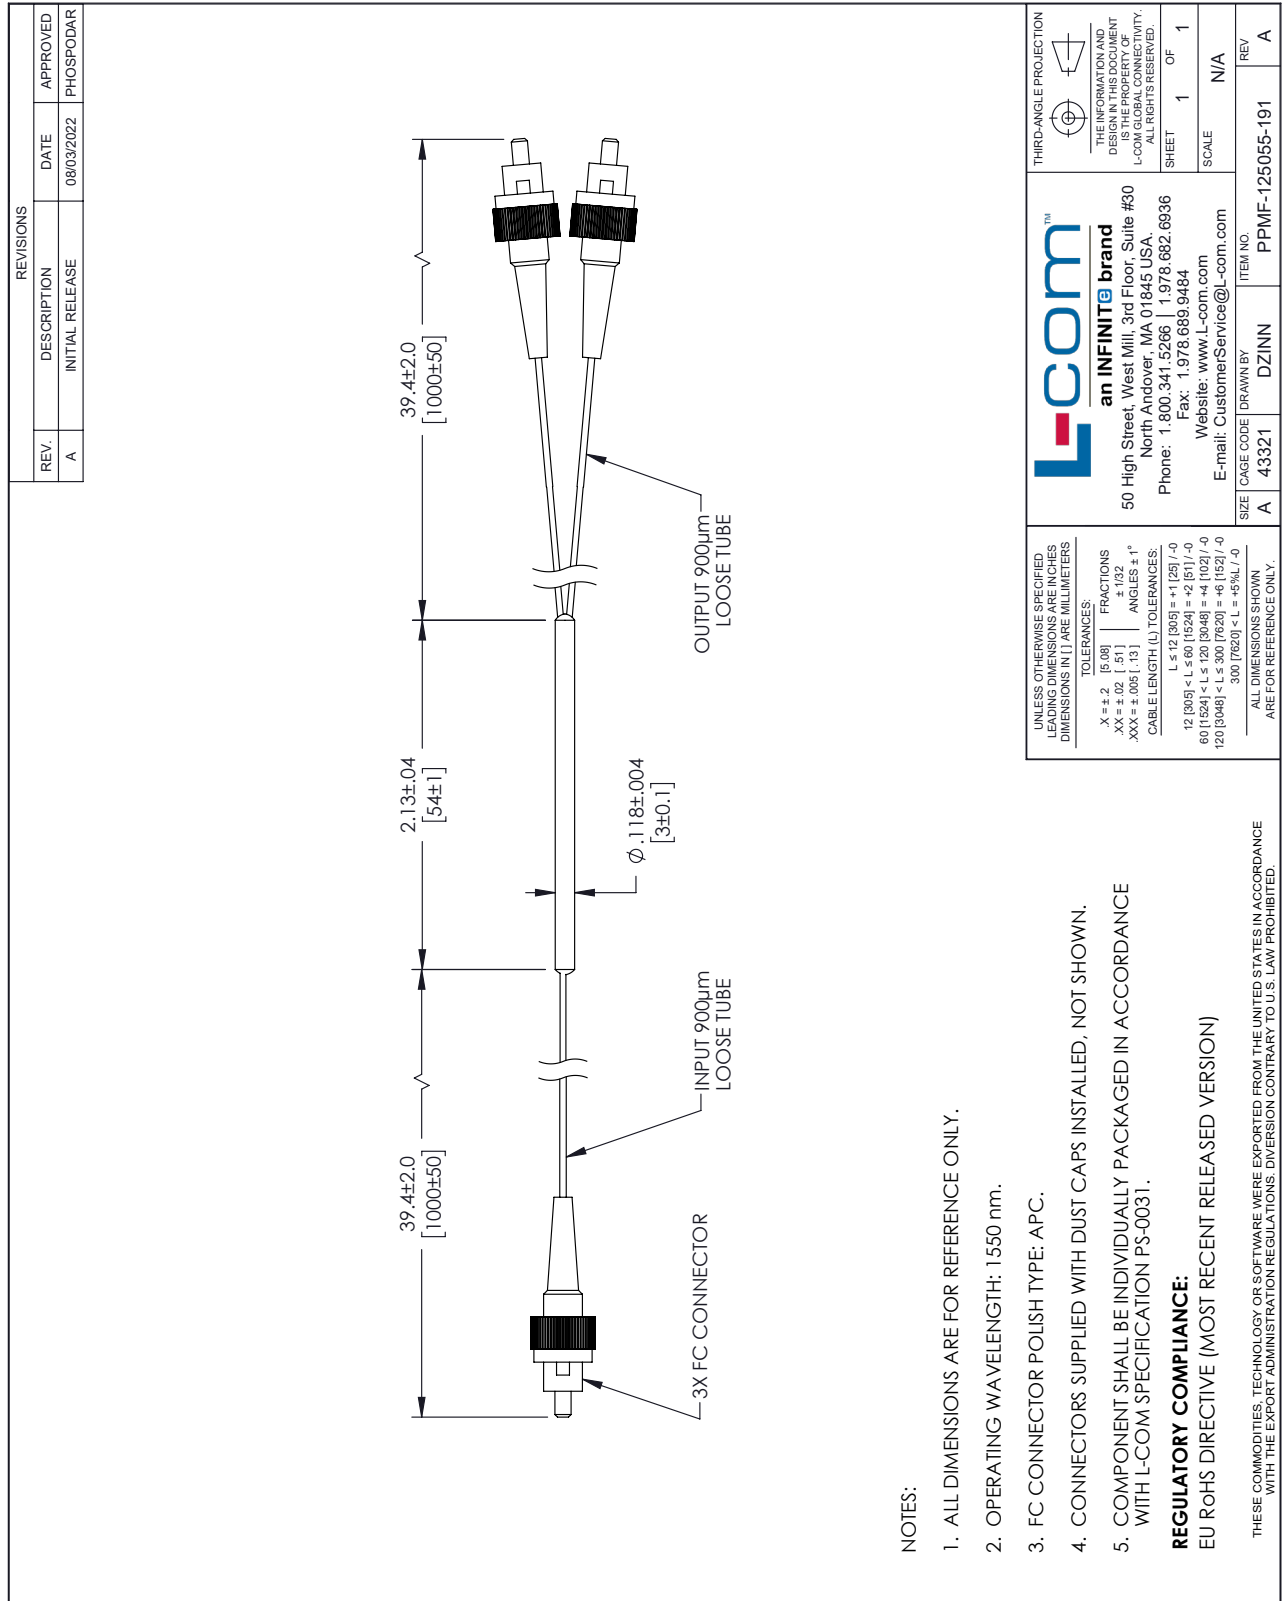 REVISIONS
REV. DESCRIPTION DATE APPROVED
A INITIAL RELEASE 08/03/2022 PHOSPODAR
39.4±2.0
[1000±50]
2.13±.04
[54±1]
39.4±2.0
[1000±50]
Ø.118±.004
[3±0.1]
3X FC CONNECTOR
INPUT 900µm
LOOSE TUBE
OUTPUT 900µm
LOOSE TUBE
NOTES:
1. ALL DIMENSIONS ARE FOR REFERENCE ONLY.
2. OPERATING WAVELENGTH: 1550 nm.
3. FC CONNECTOR POLISH TYPE: APC.
4. CONNECTORS SUPPLIED WITH DUST CAPS INSTALLED, NOT SHOWN.
5. COMPONENT SHALL BE INDIVIDUALLY PACKAGED IN ACCORDANCE
WITH L-COM SPECIFICATION PS-0031.
REGULATORY COMPLIANCE:
EU RoHS DIRECTIVE (MOST RECENT RELEASED VERSION)
THESE COMMODITIES, TECHNOLOGY OR SOFTWARE WERE EXPORTED FROM THE UNITED STATES IN ACCORDANCE
WITH THE EXPORT ADMINISTRATION REGULATIONS. DIVERSION CONTRARY TO U.S. LAW PROHIBITED.
UNLESS OTHERWISE SPECIFIED
LEADING DIMENSIONS ARE INCHES
DIMENSIONS IN [ ] ARE MILLIMETERS
TOLERANCES:
.X = ±.2 [5.08] FRACTIONS
.XX = ±.02 [.51] ± 1/32
.XXX = ±.005 [.13] ANGLES ± 1°
CABLE LENGTH (L) TOLERANCES:
L ≤ 12 [305] = +1 [25] / -0
12 [305] < L ≤ 60 [1524] = +2 [51] / -0
60 [1524] < L ≤ 120 [3048] = +4 [102] / -0
120 [3048] < L ≤ 300 [7620] = +6 [152] / -0
300 [7620] < L = +5%L / -0
ALL DIMENSIONS SHOWN
ARE FOR REFERENCE ONLY.
L-com™
an INFINITe brand
50 High Street, West Mill, 3rd Floor, Suite #30
North Andover, MA 01845 USA.
Phone: 1.800.341.5266 | 1.978.682.6936
Fax: 1.978.689.9484
Website: www.L-com.com
E-mail: CustomerService@L-com.com
THIRD-ANGLE PROJECTION
THE INFORMATION AND
DESIGN IN THIS DOCUMENT
IS THE PROPERTY OF
L-COM GLOBAL CONNECTIVITY.
ALL RIGHTS RESERVED.
SHEET 1 OF 1
SCALE N/A
SIZE CAGE CODE DRAWN BY ITEM NO. REV
A 43321 DZINN PPMF-125055-191 A